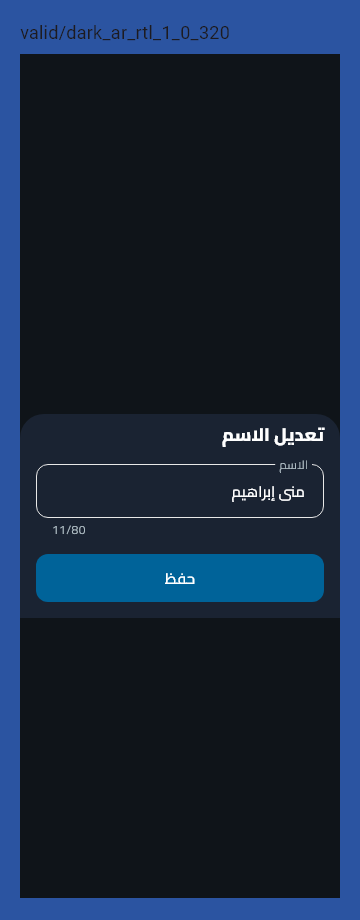 valid/dark_ar_rtl_1_0_320
تعديل الاسم
الاسم
منى إبراهيم
11/80
حفظ